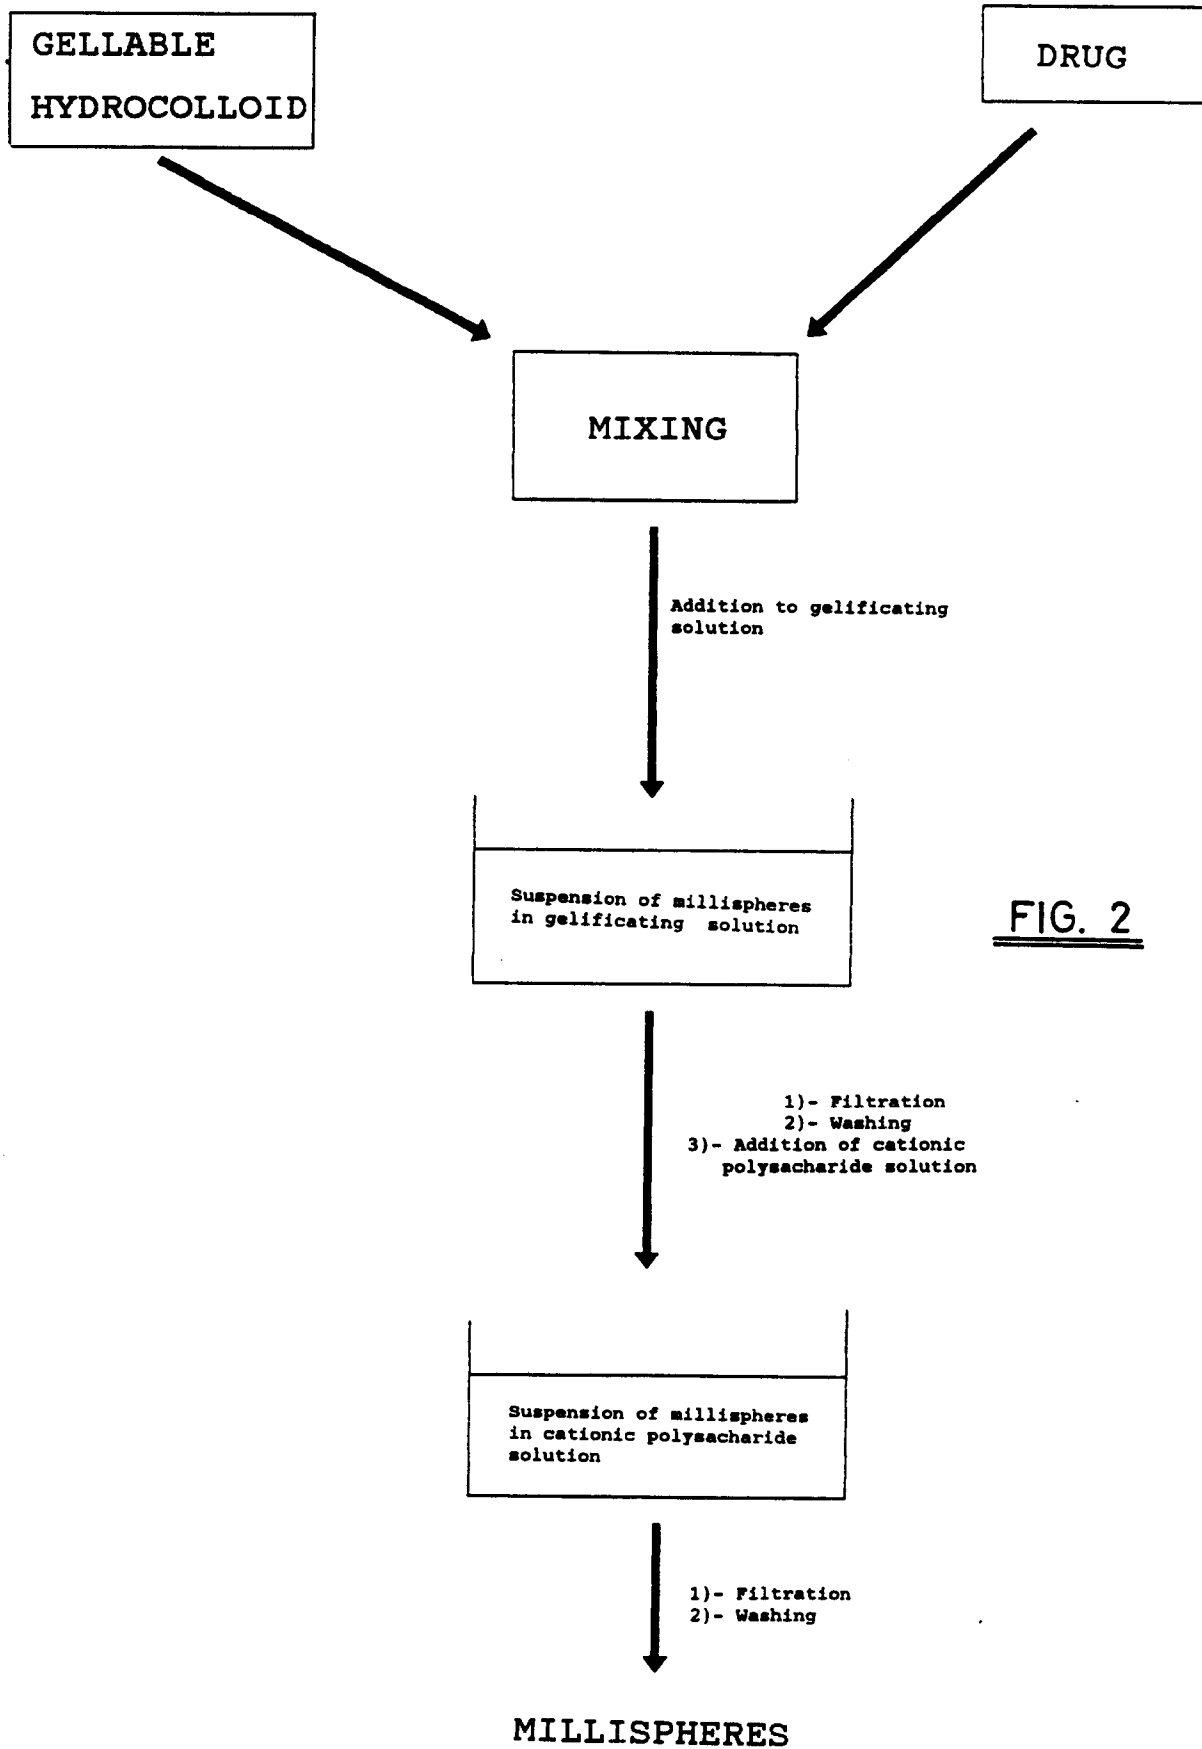 GELLABLE
HYDROCOLLOID
DRUG
MIXING
Addition to gelificating
solution
Suspension of millispheres
in gelificating solution
FIG. 2
1)- Filtration
2)- Washing
3)- Addition of cationic
polysacharide solution
Suspension of millispheres
in cationic polysacharide
solution
1)- Filtration
2)- Washing
MILLISPHERES